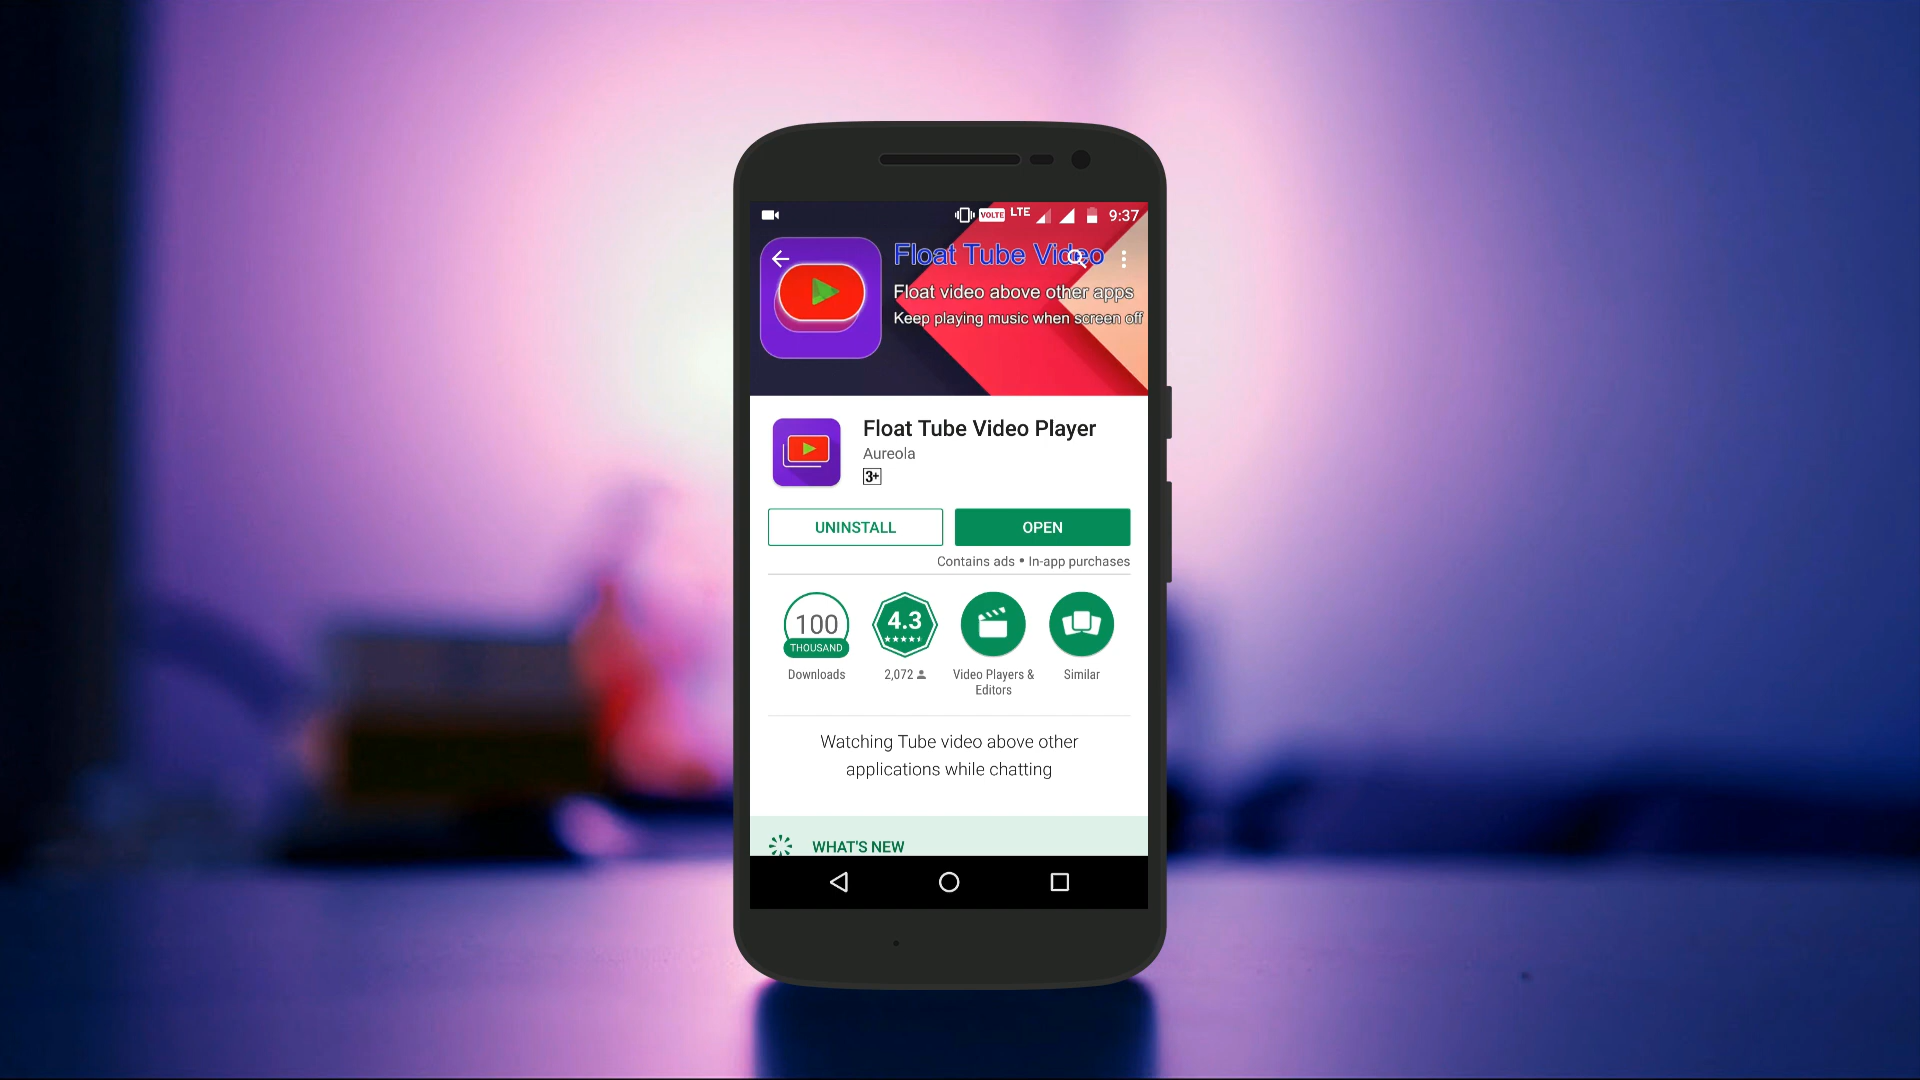 VOLTE LTE 9:37
Float Tube Video
Float video above other apps
Keep playing music when screen off
Float Tube Video Player
Aureola
3+
UNINSTALL OPEN
Contains ads • In-app purchases
100
THOUSAND
Downloads
4.3
2,072
Video Players &
Editors
Similar
Watching Tube video above other
applications while chatting
WHAT'S NEW